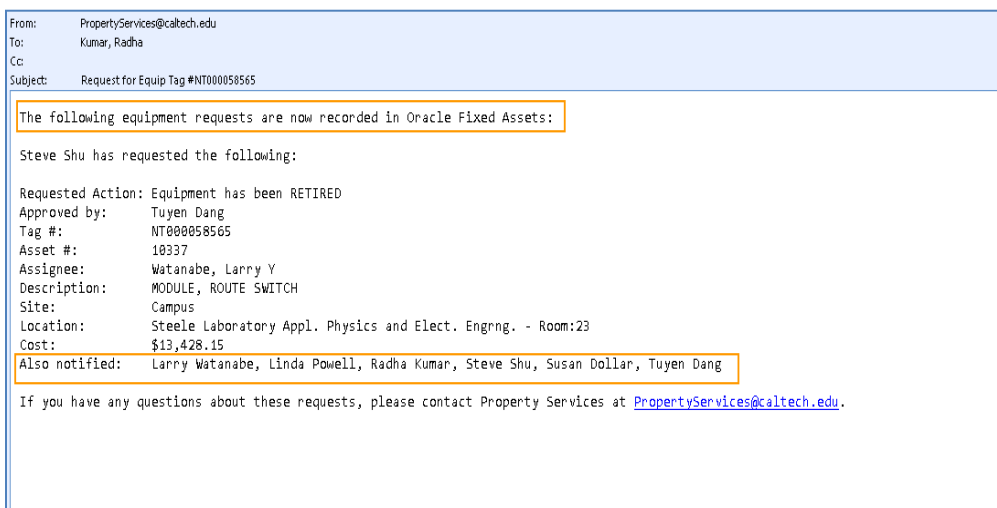 From: PropertyServices@caltech.edu
To: Kumar, Radha
Cc:
Subject: Request for Equip Tag #NT000058565
The following equipment requests are now recorded in Oracle Fixed Assets:
Steve Shu has requested the following:
Requested Action: Equipment has been RETIRED
Approved by: Tuyen Dang
Tag #: NT000058565
Asset #: 10337
Assignee: Watanabe, Larry Y
Description: MODULE, ROUTE SWITCH
Site: Campus
Location: Steele Laboratory Appl. Physics and Elect. Engrng. - Room:23
Cost: $13,428.15
Also notified: Larry Watanabe, Linda Powell, Radha Kumar, Steve Shu, Susan Dollar, Tuyen Dang
If you have any questions about these requests, please contact Property Services at PropertyServices@caltech.edu.